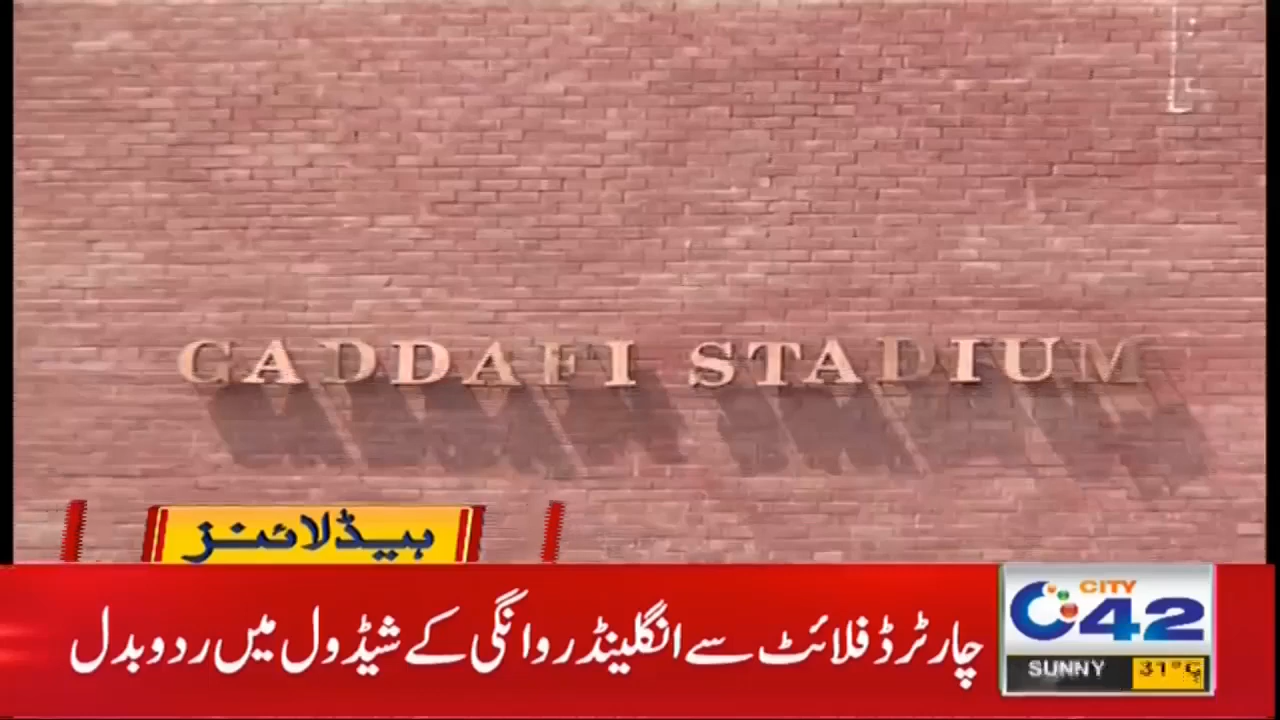 GADDAFI STADIUM
ہیڈلائنز
چارٹرڈ فلائٹ سے انگلینڈ روانگی کے شیڈول میں ردوبدل
CITY
42
SUNNY 31°C